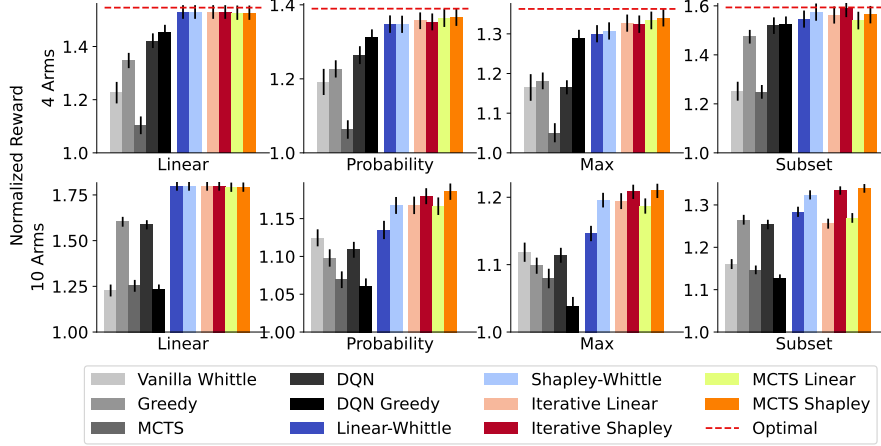 Normalized Reward
4 Arms
1.4
1.2
1.0
Linear
1.4
1.2
1.0
Probability
1.3
1.2
1.1
1.0
Max
1.6
1.4
1.2
1.0
Subset
10 Arms
1.75
1.50
1.25
1.00
Linear
1.15
1.10
1.05
1.00
Probability
1.2
1.1
1.0
Max
1.3
1.2
1.1
1.0
Subset
Vanilla Whittle
Greedy
MCTS
DQN
DQN Greedy
Linear-Whittle
Shapley-Whittle
Iterative Linear
Iterative Shapley
MCTS Linear
MCTS Shapley
Optimal